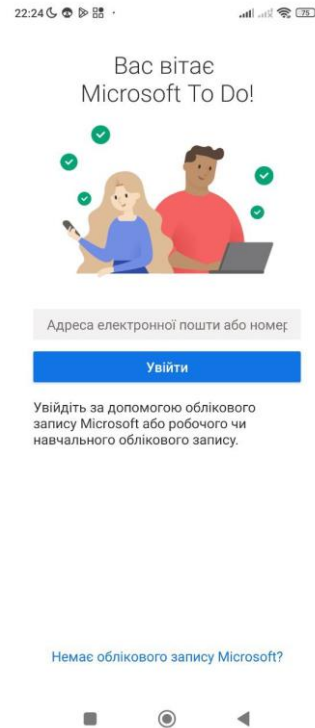 22:24
75
Вас вітає
Microsoft To Do!
Адреса електронної пошти або номер
Увійти
Увійдіть за допомогою облікового
запису Microsoft або робочого чи
навчального облікового запису.
Немає облікового запису Microsoft?